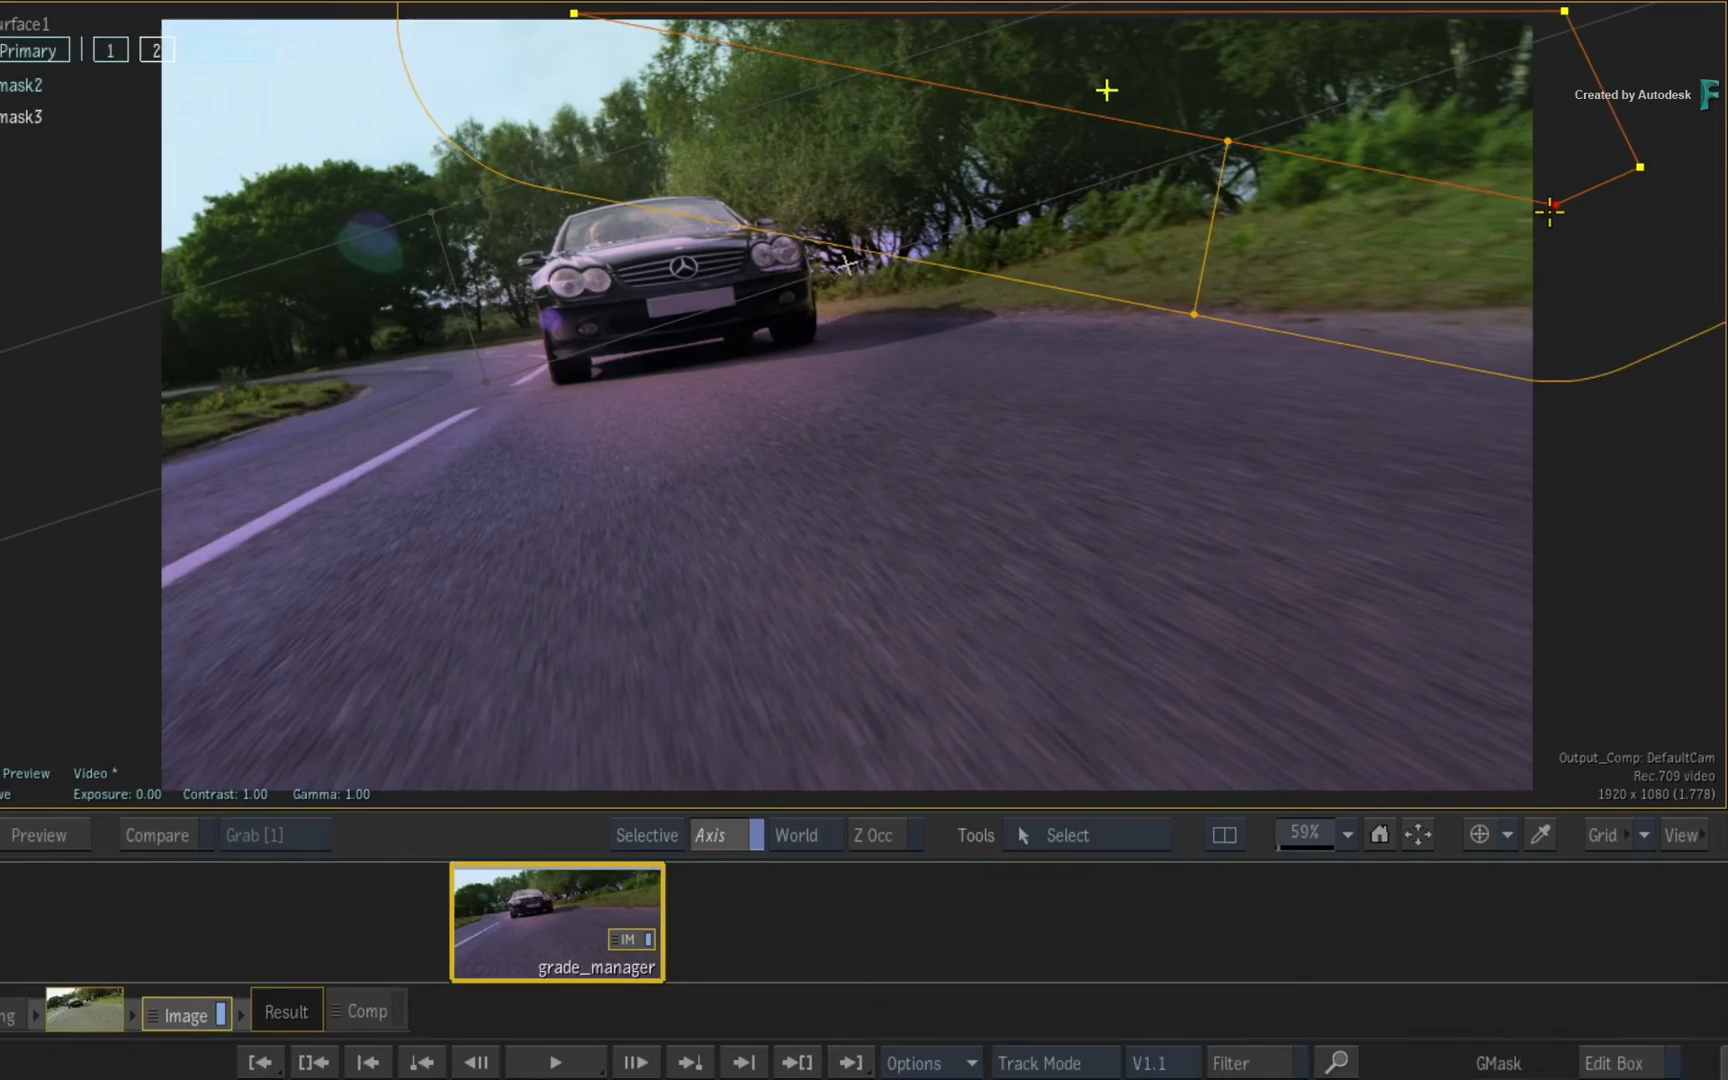 urface1
Primary | 1 2
mask2
mask3
Created by Autodesk
Preview Video *
ve Exposure: 0.00 Contrast: 1.00 Gamma: 1.00
Output_Comp: DefaultCam
Rec.709 video
1920 x 1080 (1.778)
Preview Compare Grab [1] Selective Axis World Z Occ Tools Select 59% Grid View
IM
grade_manager
ng Image Result Comp
Options Track Mode V1.1 Filter GMask Edit Box